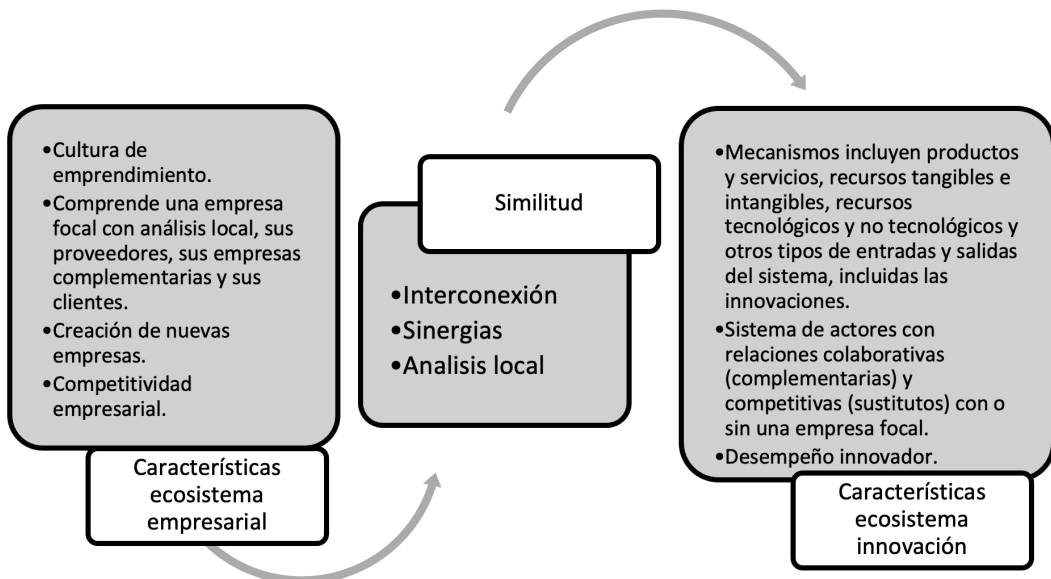 •Cultura de
emprendimiento.
•Comprende una empresa
focal con análisis local, sus
proveedores, sus empresas
complementarias y sus
clientes.
•Creación de nuevas
empresas.
•Competitividad
empresarial.
Característícas
ecosistema
empresarial
Similitud
•Interconexión
•Sinergias
•Analisis local
•Mecanismos incluyen productos
y servicios, recursos tangibles e
intangibles, recursos
tecnológicos y no tecnológicos y
otros tipos de entradas y salidas
del sistema, incluidas las
innovaciones.
•Sistema de actores con
relaciones colaborativas
(complementarias) y
competitivas (sustitutos) con o
sin una empresa focal.
•Desempeño innovador.
Característícas
ecosistema
innovación